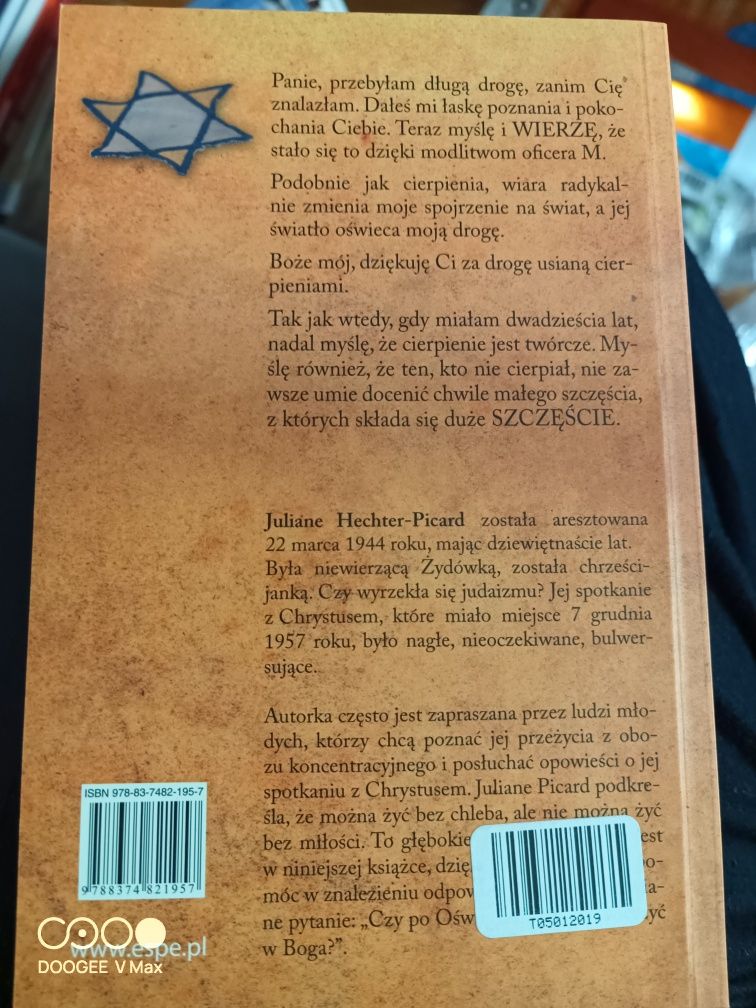 Panie, przebyłam długą drogę, zanim Cię
znalazłam. Dałeś mi łaskę poznania i poko-
chania Ciebie. Teraz myślę i WIERZĘ, że
stało się to dzięki modlitwom oficera M.
Podobnie jak cierpienia, wiara radykal-
nie zmienia moje spojrzenie na świat, a jej
światło oświeca moją drogę.
Boże mój, dziękuję Ci za drogę usianą cier-
pieniami.
Tak jak wtedy, gdy miałam dwadzieścia lat,
nadal myślę, że cierpienie jest twórcze. My-
ślę również, że ten, kto nie cierpiał, nie za-
wsze umie docenić chwile małego szczęścia,
z których składa się duże SZCZĘŚCIE.
Juliane Hechter-Picard została aresztowana
22 marca 1944 roku, mając dziewiętnaście lat.
Była niewierzącą Żydówką, została chrześci-
janką. Czy wyrzekła się judaizmu? Jej spotkanie
z Chrystusem, które miało miejsce 7 grudnia
1957 roku, było nagłe, nieoczekiwane, bulwer-
sujące.
Autorka często jest zapraszana przez ludzi mło-
dych, którzy chcą poznać jej przeżycia z obo-
zu koncentracyjnego i posłuchać opowieści o jej
spotkaniu z Chrystusem. Juliane Picard podkre-
śla, że można żyć bez chleba, ale nie można żyć
bez miłości. To głębokie est
w niniejszej książce, dzię o-
móc w znalezieniu odpow a-
ne pytanie: „Czy po Ośw yć
w Boga?”.
ISBN 978-83-7482-195-7
9 788374 821957
T05012019
www.espe.pl
DOOGEE V Max